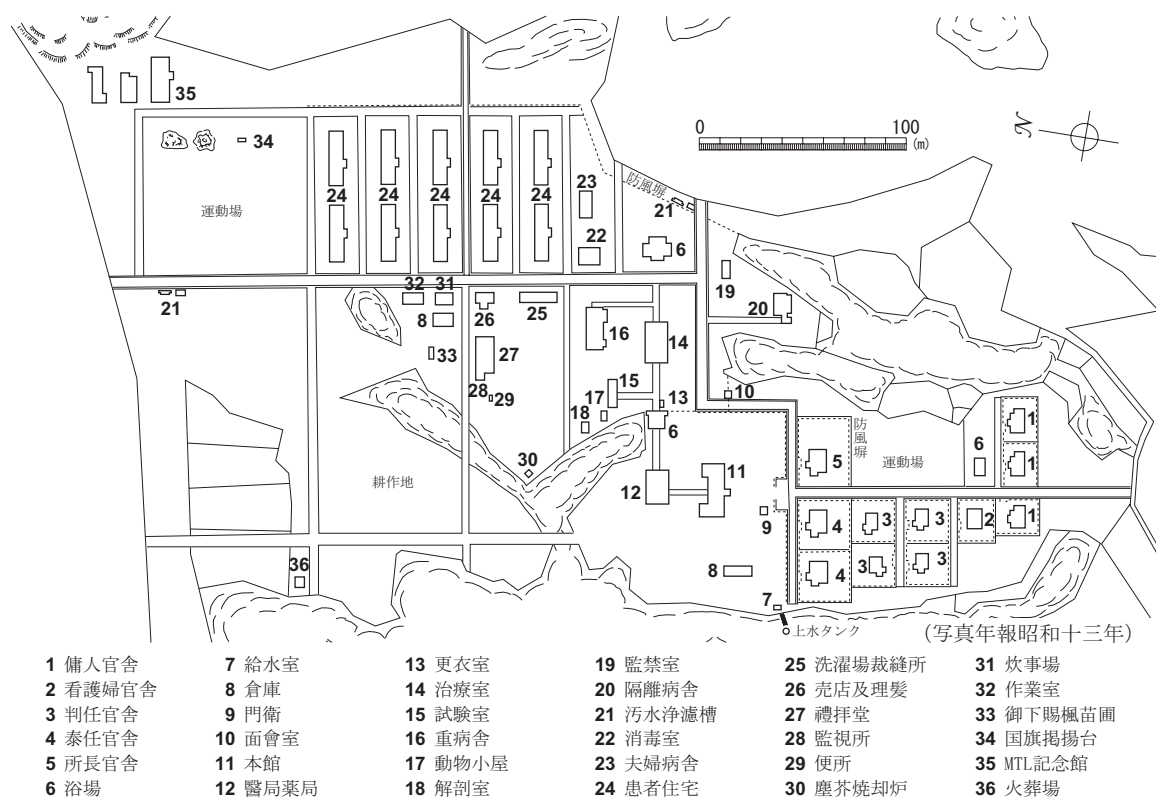 35
0
100
(m)
N
34
防風塀
運動場
24
24
24
24
24
23
21
22
6
32
31
19
21
26
25
20
8
16
14
33
27
15
28
29
17
13
10
18
6
防風塀
6
1
30
5
運動場
1
耕作地
11
12
9
4
3
3
2
1
36
8
4
3
3
7
上水タンク
(写真年報昭和十三年)
1 傭人官舎
2 看護婦官舎
3 判任官舎
4 泰任官舎
5 所長官舎
6 浴場
7 給水室
8 倉庫
9 門衛
10 面會室
11 本館
12 醫局薬局
13 更衣室
14 治療室
15 試験室
16 重病舎
17 動物小屋
18 解剖室
19 監禁室
20 隔離病舎
21 汚水浄濾槽
22 消毒室
23 夫婦病舎
24 患者住宅
25 洗濯場裁縫所
26 売店及理髪
27 禮拝堂
28 監視所
29 便所
30 塵芥焼却炉
31 炊事場
32 作業室
33 御下賜楓苗圃
34 国旗掲揚台
35 MTL記念館
36 火葬場